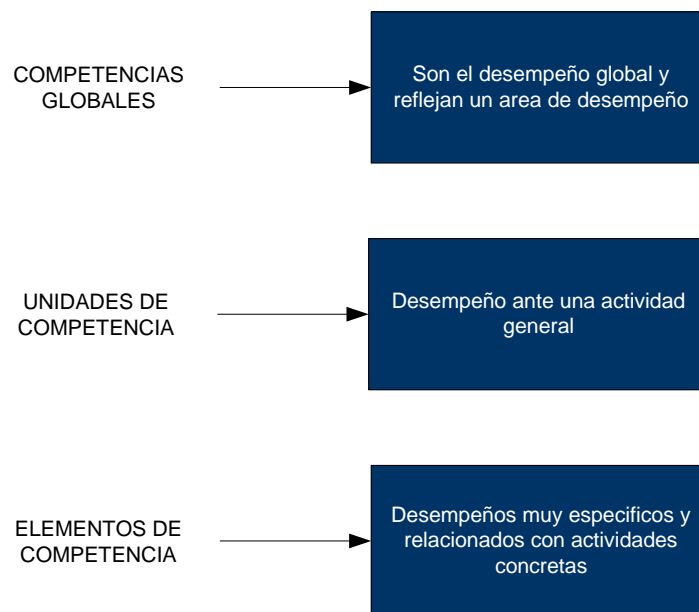 COMPETENCIAS
GLOBALES
Son el desempeño global y
reflejan un area de desempeño
UNIDADES DE
COMPETENCIA
Desempeño ante una actividad
general
ELEMENTOS DE
COMPETENCIA
Desempeños muy especificos y
relacionados con actividades
concretas